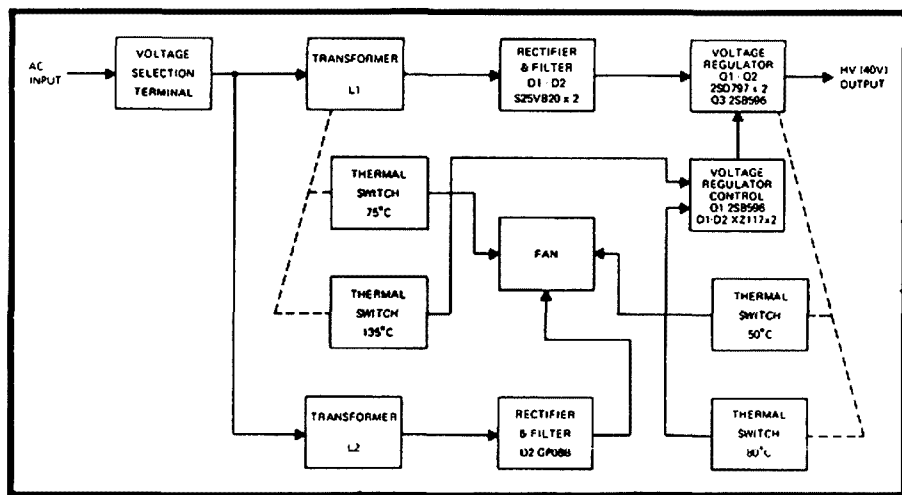 AC
INPUT
VOLTAGE
SELECTION
TERMINAL
TRANSFORMER
L1
RECTIFIER
& FILTER
D1 · D2
S25VB20 x 2
VOLTAGE
REGULATOR
Q1 · Q2
2SD797 x 2
Q3 2SB596
HV (40V)
OUTPUT
THERMAL
SWITCH
75°C
VOLTAGE
REGULATOR
CONTROL
Q1 2SB596
D1·D2 XZ117x2
FAN
THERMAL
SWITCH
135°C
THERMAL
SWITCH
50°C
TRANSFORMER
L2
RECTIFIER
& FILTER
D2 GP08B
THERMAL
SWITCH
80°C